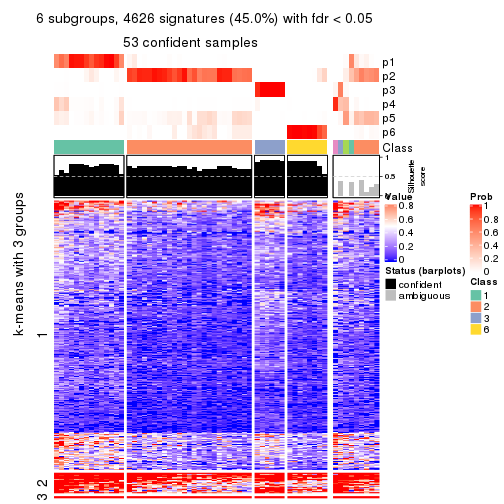 6 subgroups, 4626 signatures (45.0%) with fdr < 0.05
53 confident samples
p1
p2
p3
p4
p5
p6
Class
1
0.5
0
Silhouette
score
k-means with 3 groups
1
2
3
Value
0.8
0.6
0.4
0.2
0
Status (barplots)
confident
ambiguous
Prob
1
0.8
0.6
0.4
0.2
0
Class
1
2
3
6